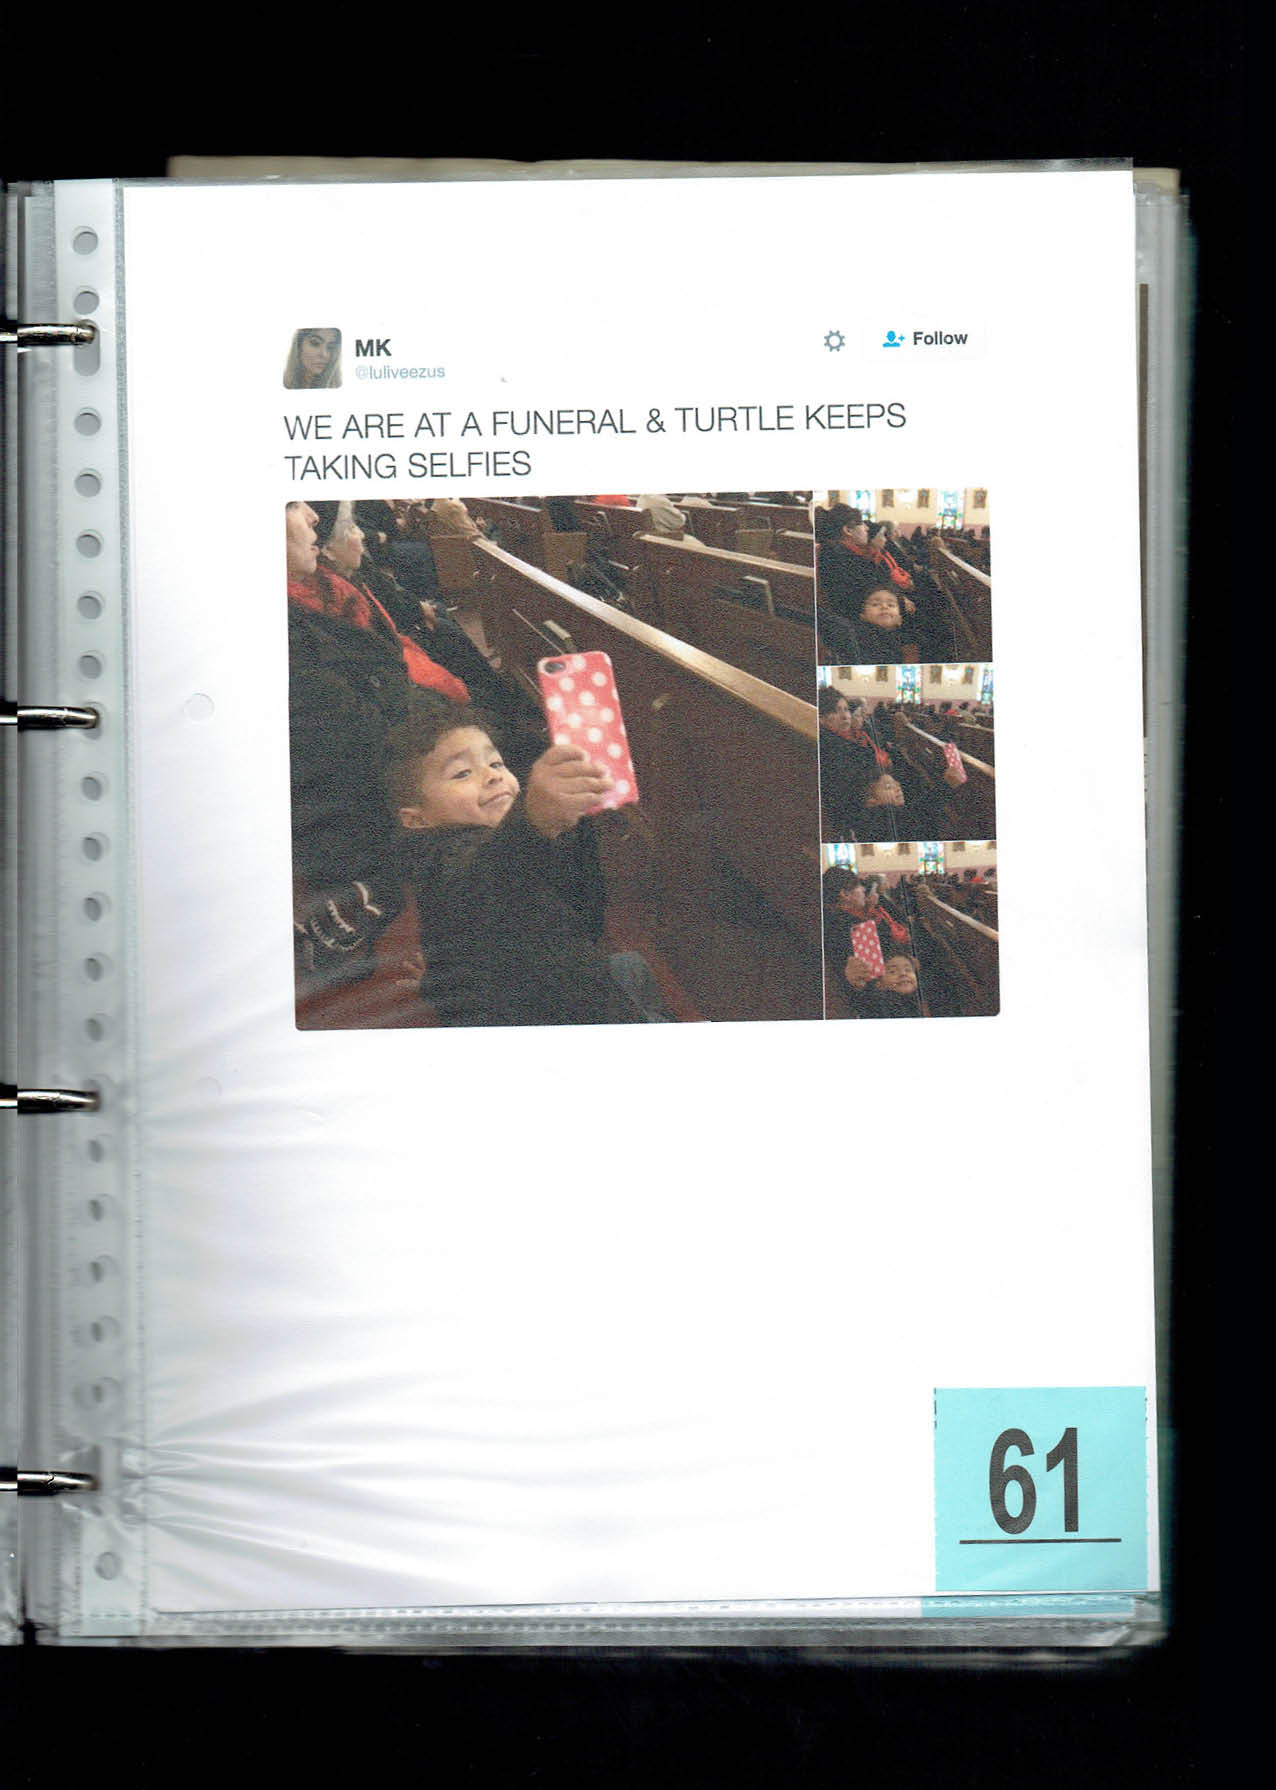 MK
Follow
@luliveezus
WE ARE AT A FUNERAL & TURTLE KEEPS
TAKING SELFIES
61